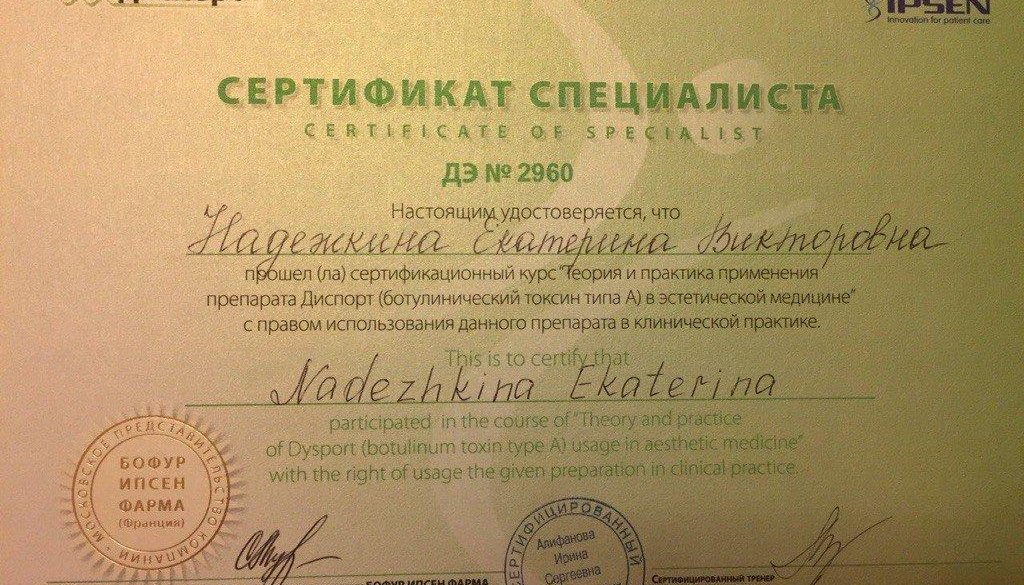 IPSEN
Innovation for patient care
СЕРТИФИКАТ СПЕЦИАЛИСТА
CERTIFICATE OF SPECIALIST
ДЭ № 2960
Настоящим удостоверяется, что
Надежкина Екатерина Викторовна
прошел (ла) сертификационный курс "Теория и практика применения
препарата Диспорт (ботулинический токсин типа А) в эстетической медицине"
с правом использования данного препарата в клинической практике.
This is to certify that
Nadezhkina Ekaterina
participated in the course of "Theory and practice
of Dysport (botulinum toxin type A) usage in aesthetic medicine"
with the right of usage the given preparation in clinical practice.
МОСКОВСКОЕ ПРЕДСТАВИТЕЛЬСТВО КОМПАНИИ
БОФУР
ИПСЕН
ФАРМА
(Франция)
СЕРТИФИЦИРОВАННЫЙ
Алифанова
Ирина
Сергеевна
БОФУР ИПСЕН ФАРМА
СЕРТИФИЦИРОВАННЫЙ ТРЕНЕР